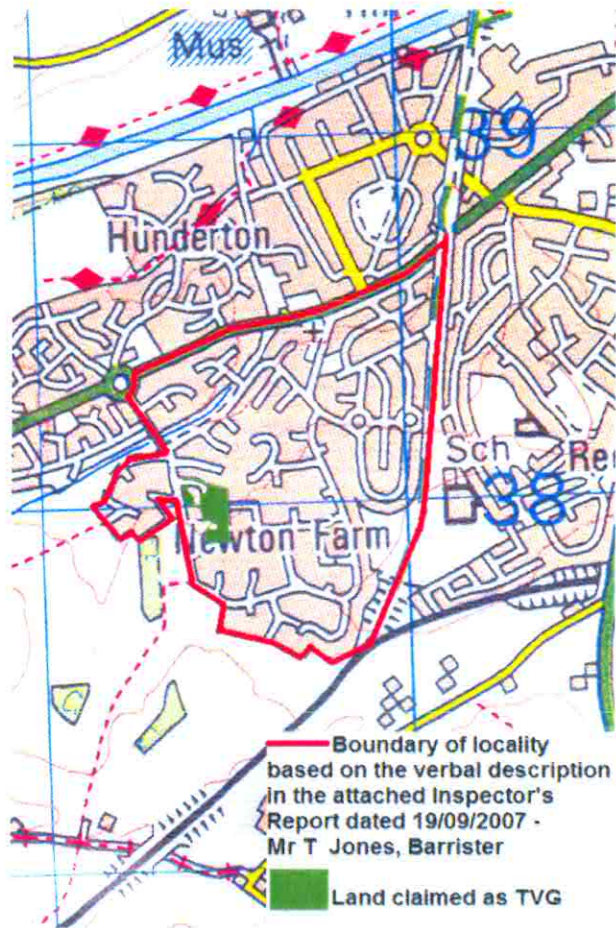 Mus
39
Hunderton
Sch
Re
38
Newton Farm
Boundary of locality
based on the verbal description
in the attached Inspector's
Report dated 19/09/2007 -
Mr T Jones, Barrister
Land claimed as TVG